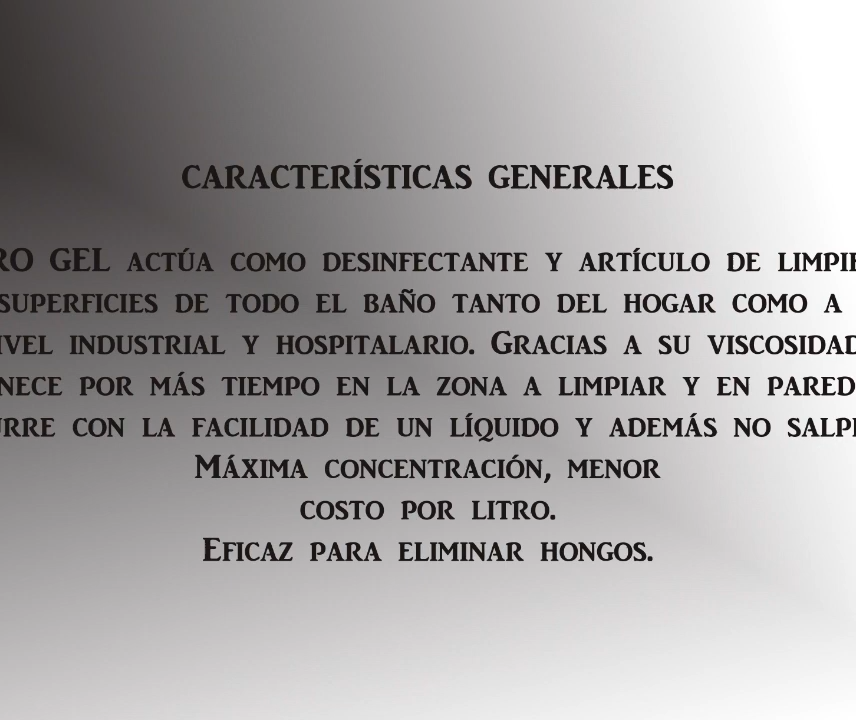 CARACTERÍSTICAS GENERALES
RO GEL ACTÚA COMO DESINFECTANTE Y ARTÍCULO DE LIMPIE
SUPERFICIES DE TODO EL BAÑO TANTO DEL HOGAR COMO A
IVEL INDUSTRIAL Y HOSPITALARIO. GRACIAS A SU VISCOSIDAD
NECE POR MÁS TIEMPO EN LA ZONA A LIMPIAR Y EN PARED
URRE CON LA FACILIDAD DE UN LÍQUIDO Y ADEMÁS NO SALPI
MÁXIMA CONCENTRACIÓN, MENOR
COSTO POR LITRO.
EFICAZ PARA ELIMINAR HONGOS.